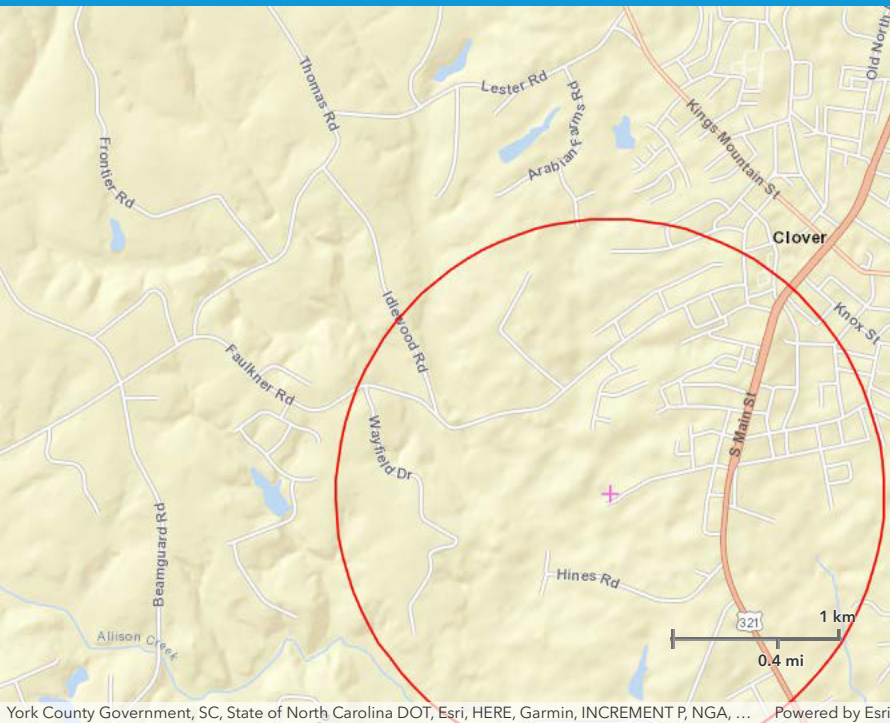 Old North
Thomas Rd
Lester Rd
Arabian Farms Rd
Kings Mountain St
Frontier Rd
Clover
Idlewood Rd
Knox St
Faulkner Rd
S Main St
Wayfield Dr
Beamguard Rd
Hines Rd
321
1 km
Allison Creek
0.4 mi
York County Government, SC, State of North Carolina DOT, Esri, HERE, Garmin, INCREMENT P, NGA, ...
Powered by Esri